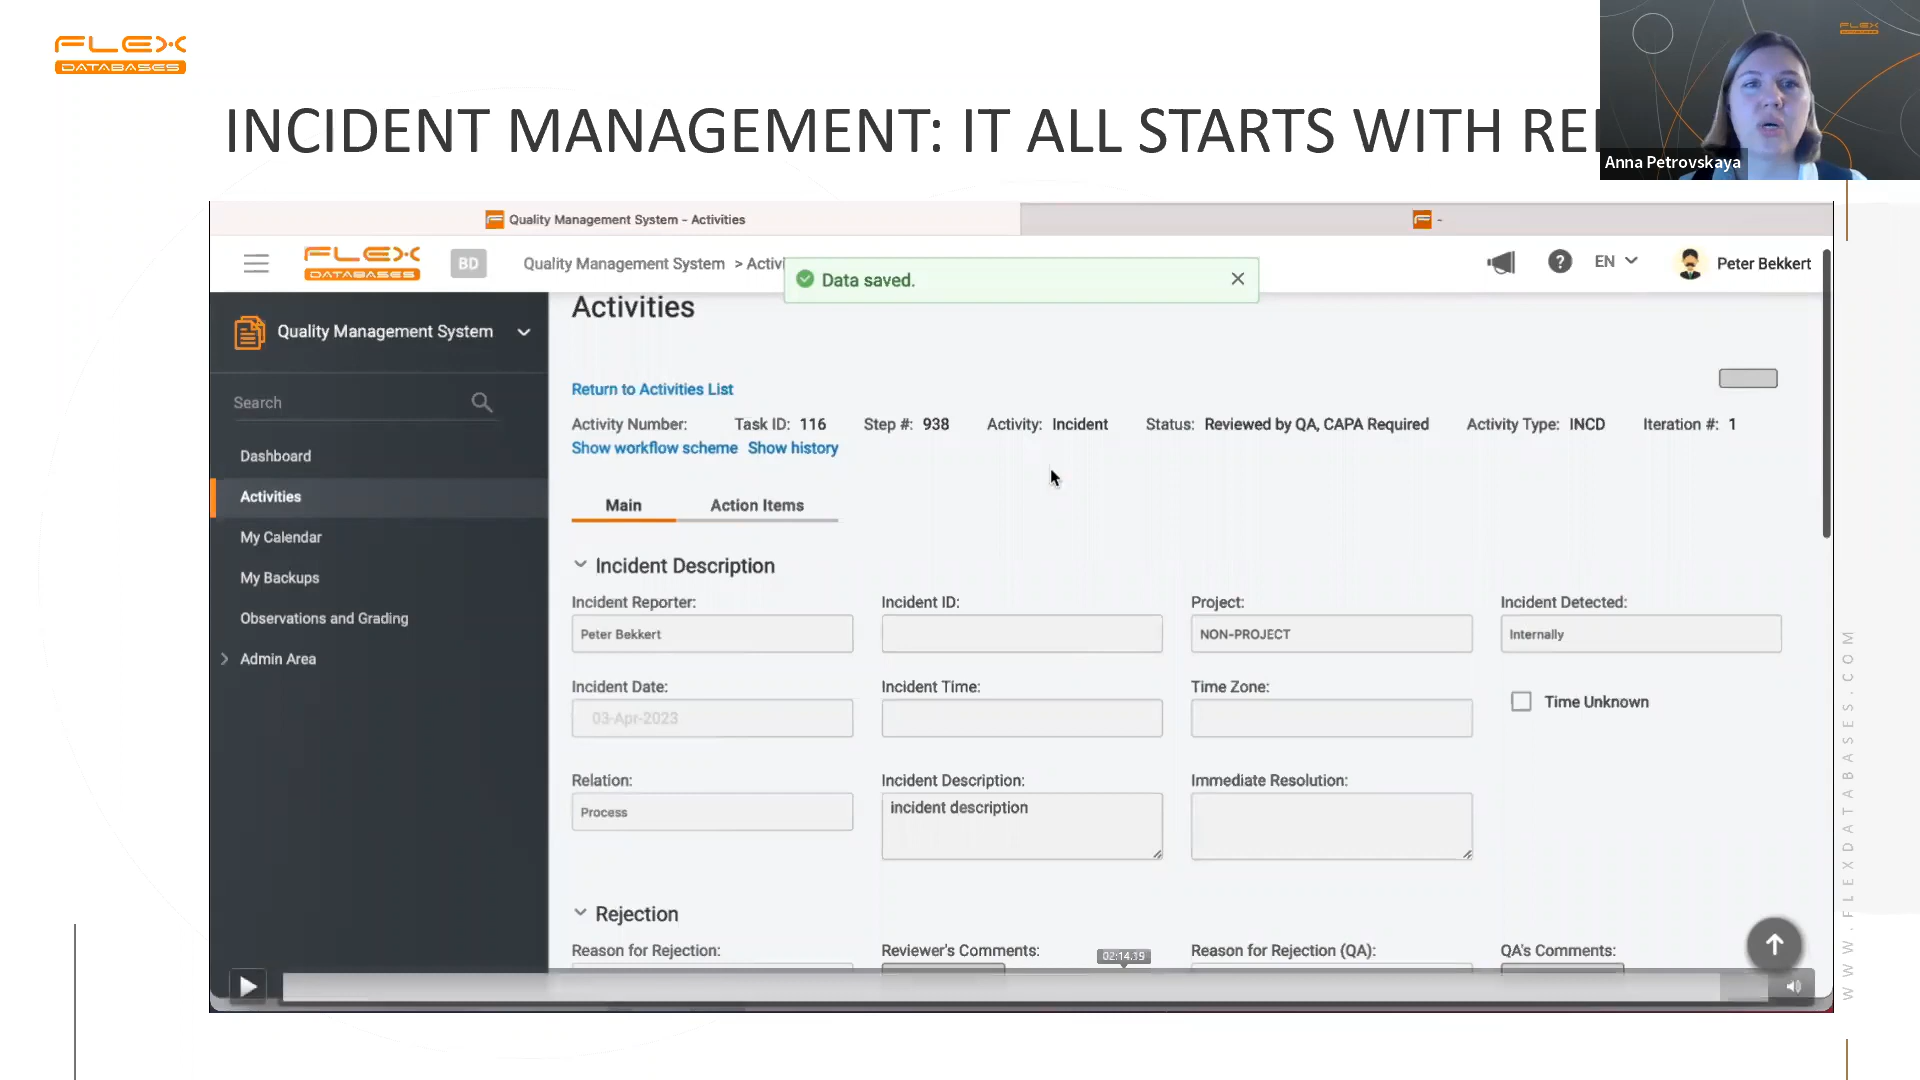 FLEX
DATABASES
FLEX
DATABASES
Anna Petrovskaya
INCIDENT MANAGEMENT: IT ALL STARTS WITH
Quality Management System - Activities
-
FLEX
DATABASES
BD
Quality Management System > Activi
Data saved.
EN
Peter Bekkert
Quality Management System
Search
Dashboard
Activities
My Calendar
My Backups
Observations and Grading
Admin Area
Activities
Return to Activities List
Activity Number: Task ID: 116 Step #: 938 Activity: Incident Status: Reviewed by QA, CAPA Required Activity Type: INCD Iteration #: 1
Show workflow scheme Show history
Main Action Items
Incident Description
Incident Reporter: Incident ID: Project: Incident Detected:
Peter Bekkert NON-PROJECT Internally
Incident Date: Incident Time: Time Zone:
03-Apr-2023 Time Unknown
Relation: Incident Description: Immediate Resolution:
Process incident description
Rejection
Reason for Rejection: Reviewer's Comments: Reason for Rejection (QA): QA's Comments:
02:14.19
WWW.FLEXDATABASES.COM